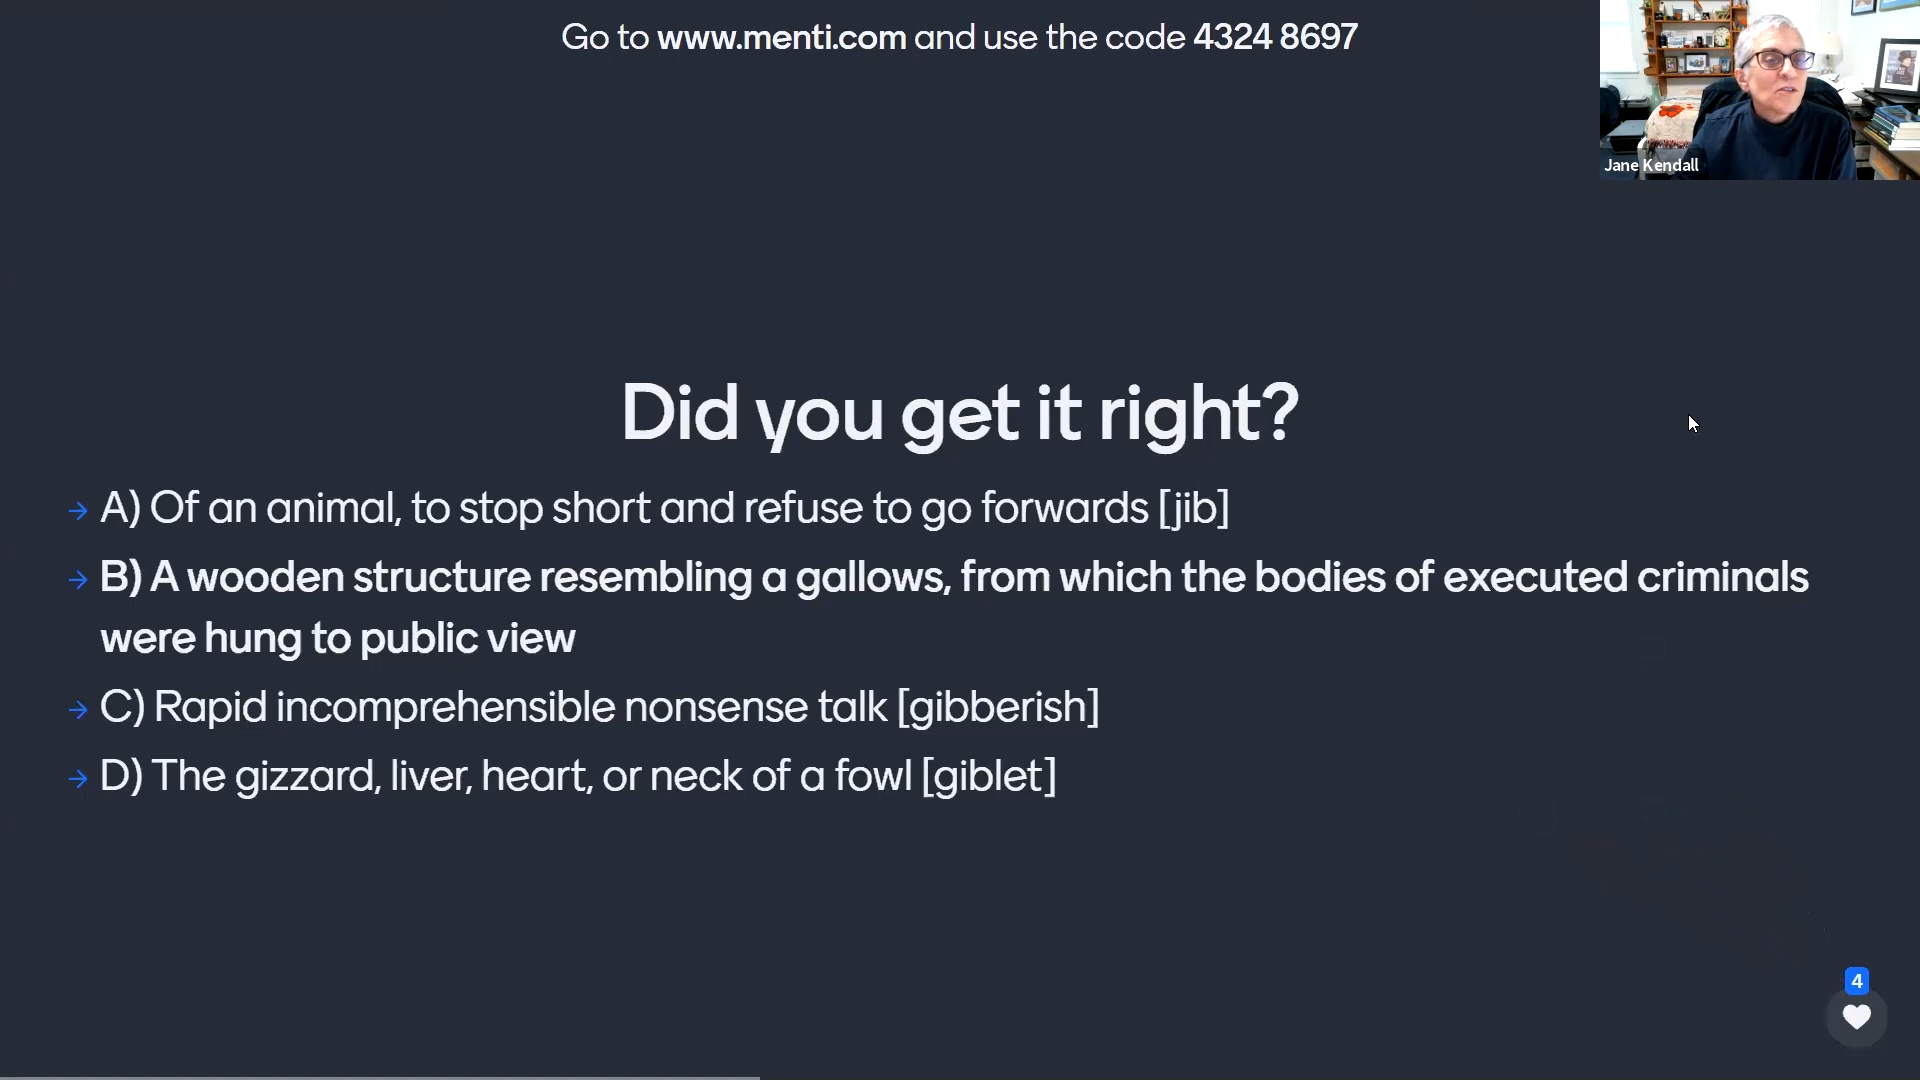 Go to www.menti.com and use the code 4324 8697
Jane Kendall
Did you get it right?
→ A) Of an animal, to stop short and refuse to go forwards [jib]
→ B) A wooden structure resembling a gallows, from which the bodies of executed criminals
were hung to public view
→ C) Rapid incomprehensible nonsense talk [gibberish]
→ D) The gizzard, liver, heart, or neck of a fowl [giblet]
4